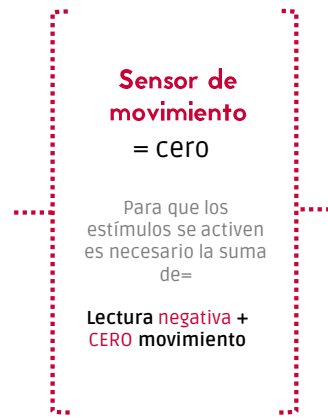 Sensor de
movimiento
= cero
Para que los
estímulos se activen
es necesario la suma
de=
Lectura negativa +
CERO movimiento